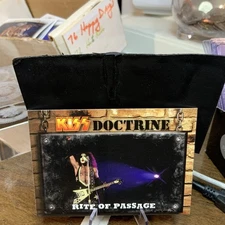 76 Happy Days
KISS DOCTRINE
RITE OF PASSAGE